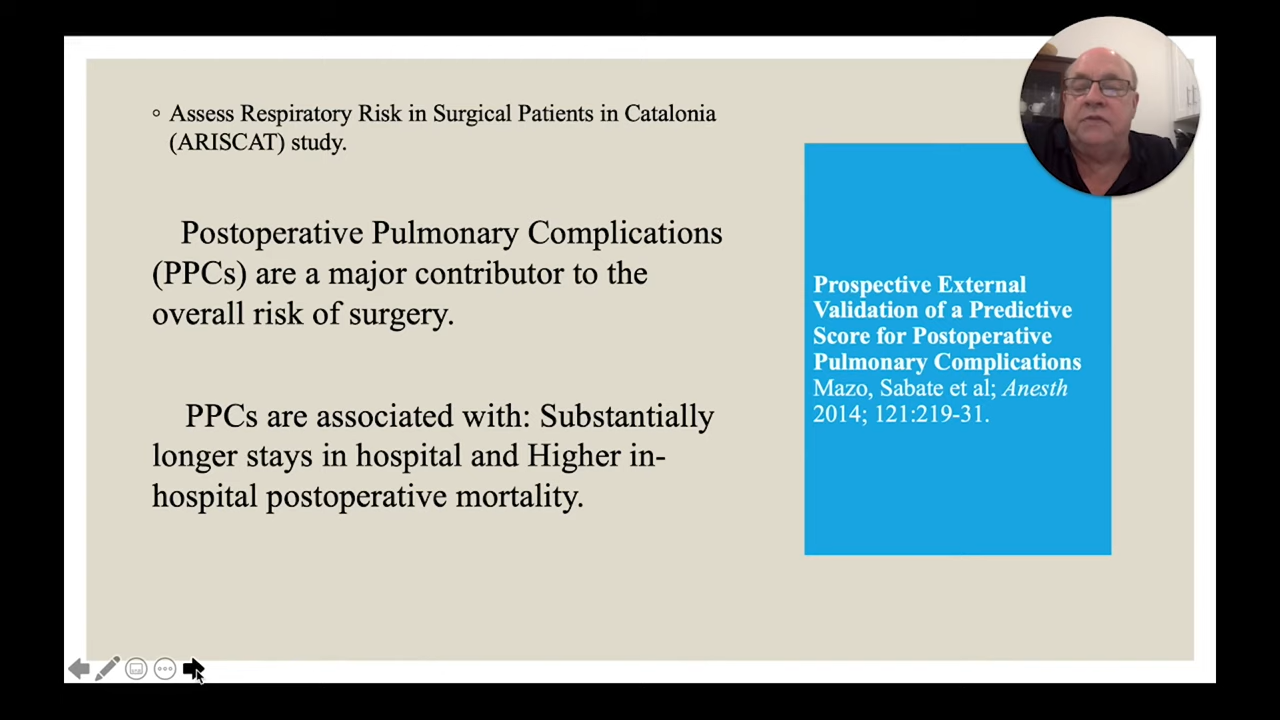 ◦ Assess Respiratory Risk in Surgical Patients in Catalonia
(ARISCAT) study.
Postoperative Pulmonary Complications
(PPCs) are a major contributor to the
overall risk of surgery.
PPCs are associated with: Substantially
longer stays in hospital and Higher in-
hospital postoperative mortality.
Prospective External
Validation of a Predictive
Score for Postoperative
Pulmonary Complications
Mazo, Sabate et al; Anesth
2014; 121:219-31.